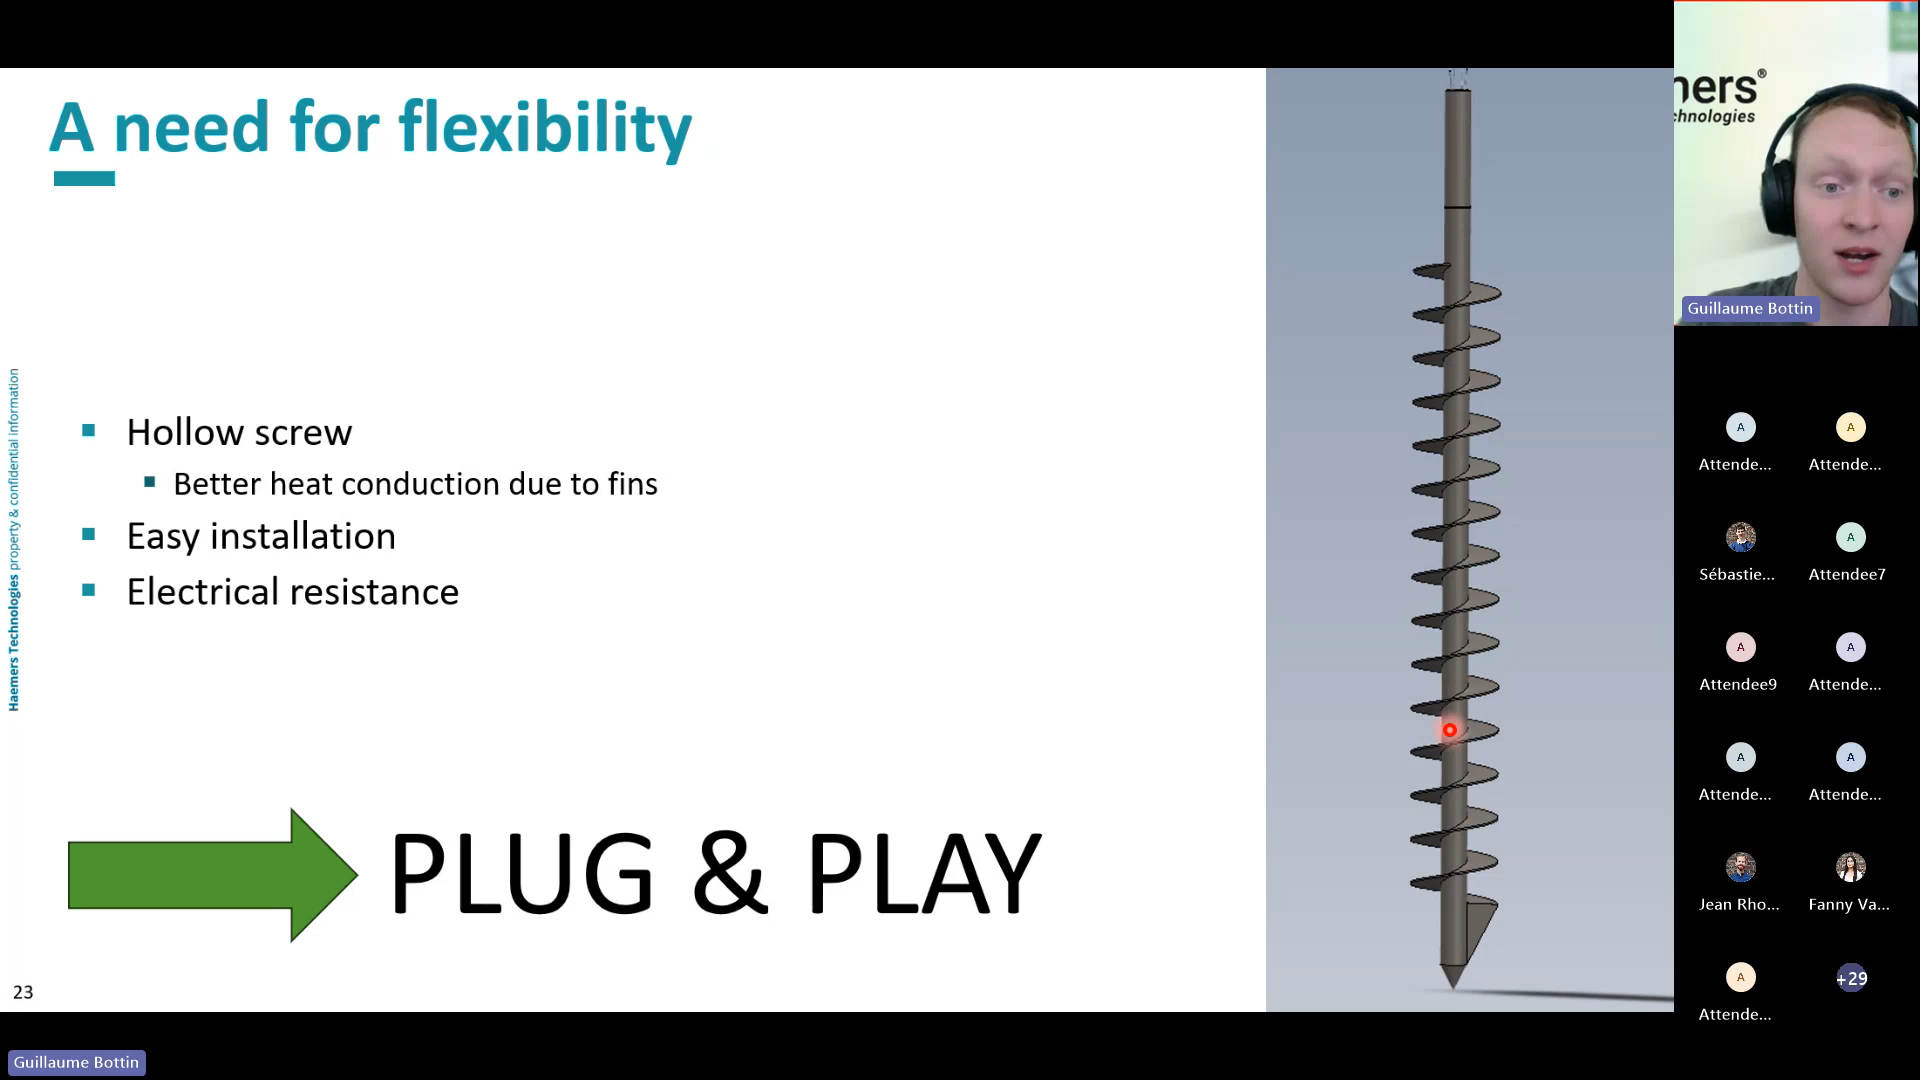 A need for flexibility
Hollow screw
Better heat conduction due to fins
Easy installation
Electrical resistance
PLUG & PLAY
23
Haemers Technologies property & confidential information
ners®
chnologies
Guillaume Bottin
A
Attende...
A
Attende...
Sébastie...
A
Attendee7
A
Attendee9
A
Attende...
A
Attende...
A
Attende...
Jean Rho...
Fanny Va...
A
Attende...
+29
Guillaume Bottin